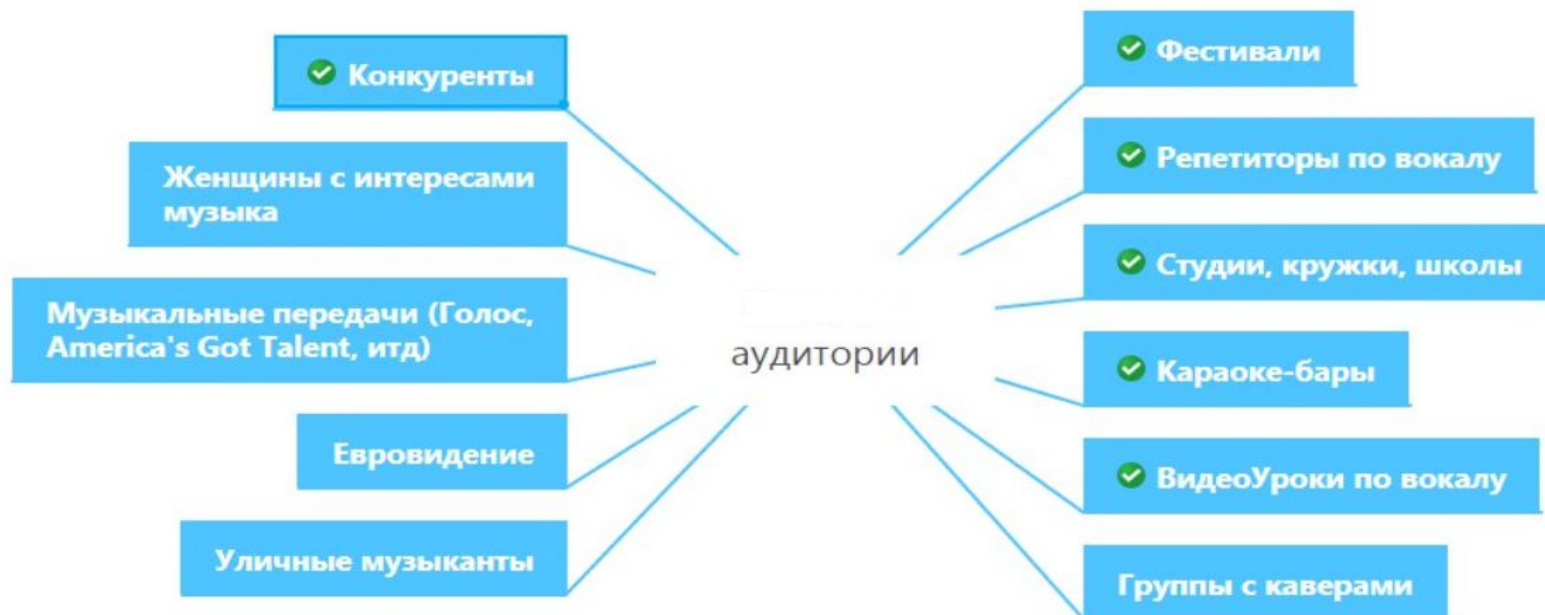 Конкуренты
Женщины с интересами
музыка
Музыкальные передачи (Голос,
America's Got Talent, итд)
Евровидение
Уличные музыканты
аудитории
Фестивали
Репетиторы по вокалу
Студии, кружки, школы
Караоке-бары
ВидеоУроки по вокалу
Группы с каверами